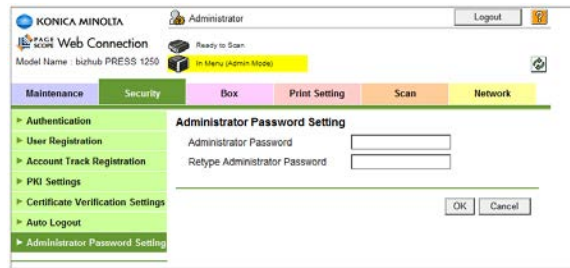 KONICA MINOLTA
Administrator
Logout
?
PAGE SCOPE Web Connection
Ready to Scan
Model Name : bizhub PRESS 1250
In Menu (Admin Mode)
Maintenance Security Box Print Setting Scan Network
Authentication
Administrator Password Setting
User Registration
Administrator Password
Account Track Registration
Retype Administrator Password
PKI Settings
Certificate Verification Settings
OK Cancel
Auto Logout
Administrator Password Setting